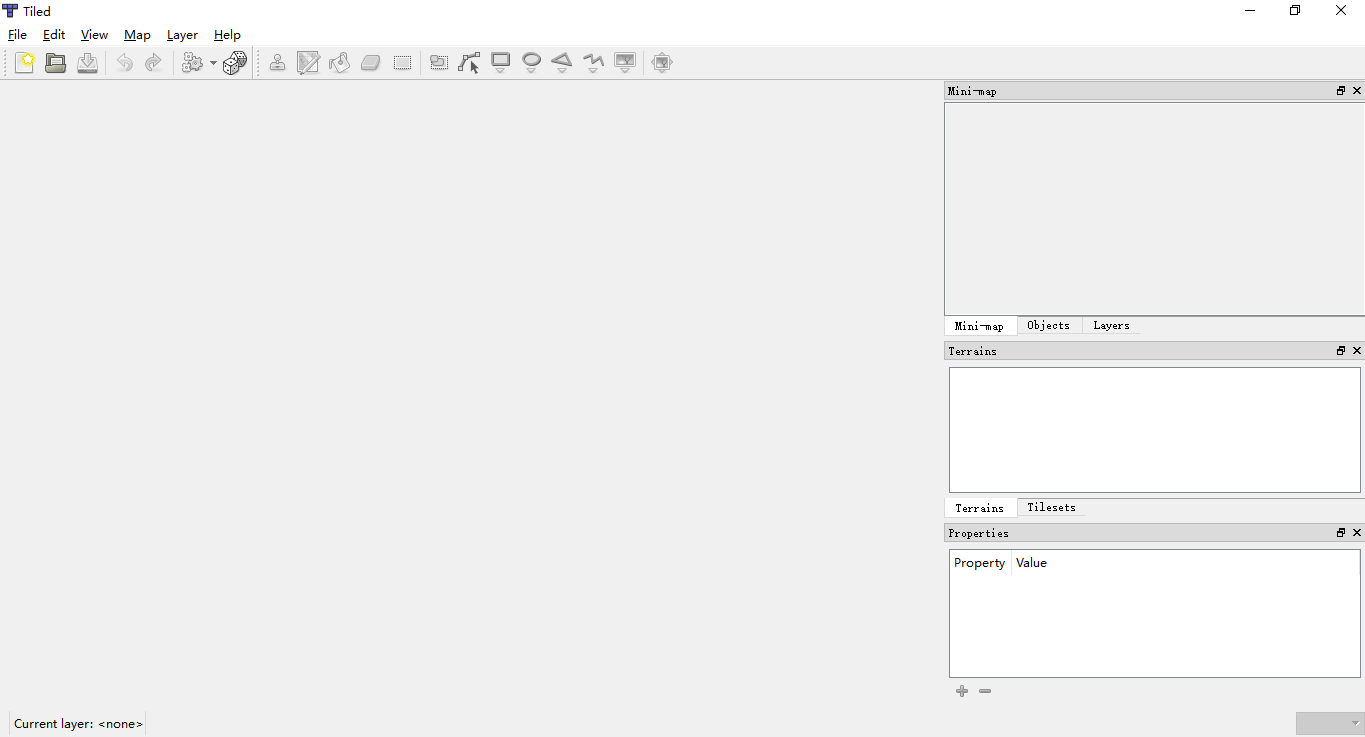 Tiled
File Edit View Map Layer Help
Mini-map
Mini-map Objects Layers
Terrains
Terrains Tilesets
Properties
Property Value
Current layer: <none>